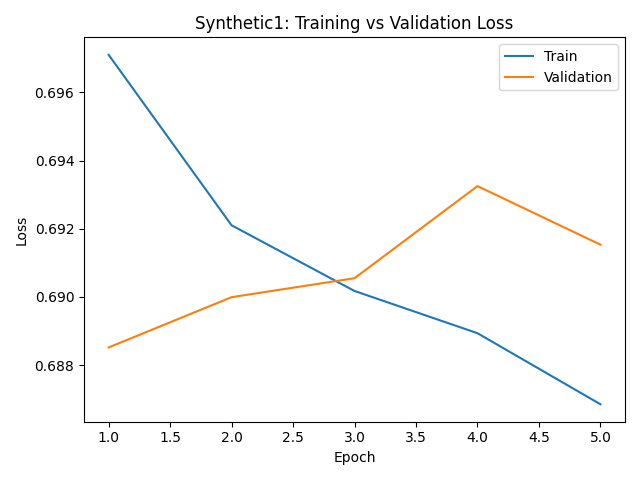 Synthetic1: Training vs Validation Loss
Train
Validation
0.696
0.694
0.692
0.690
0.688
Loss
1.0 1.5 2.0 2.5 3.0 3.5 4.0 4.5 5.0
Epoch